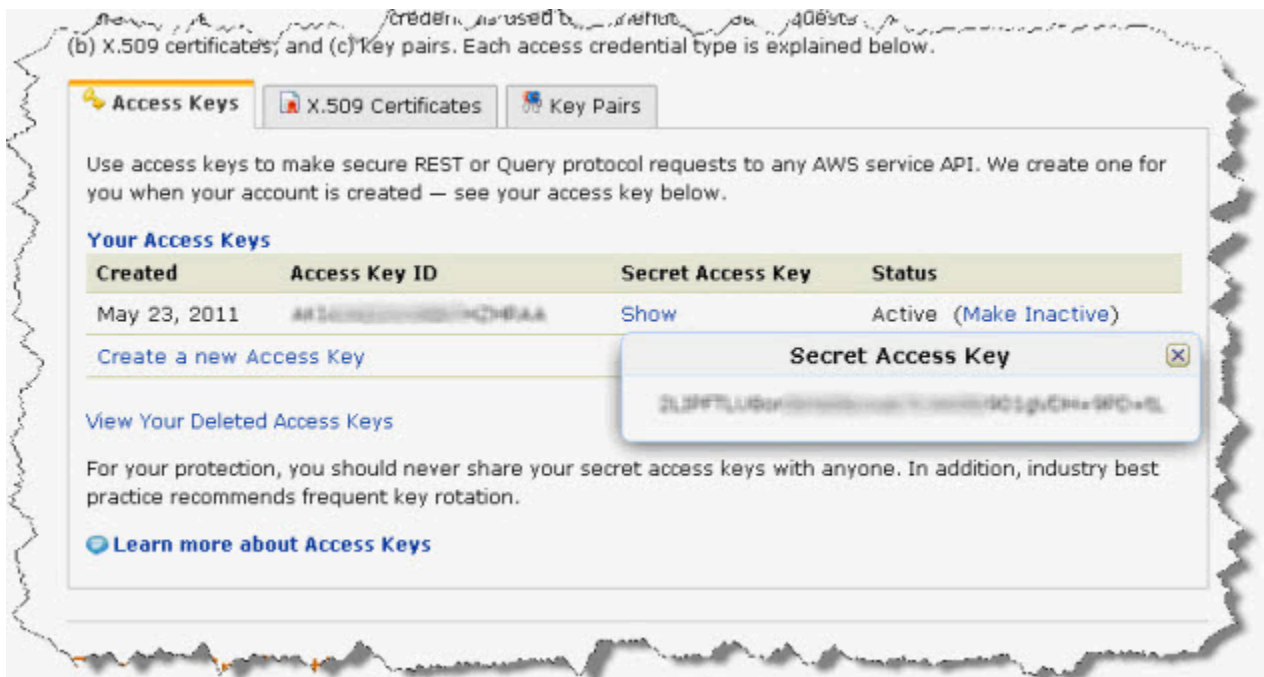 (b) X.509 certificates, and (c) key pairs. Each access credential type is explained below.
Access Keys X.509 Certificates Key Pairs
Use access keys to make secure REST or Query protocol requests to any AWS service API. We create one for
you when your account is created — see your access key below.
Your Access Keys
Created Access Key ID Secret Access Key Status
May 23, 2011 Show Active (Make Inactive)
Create a new Access Key
Secret Access Key
View Your Deleted Access Keys
For your protection, you should never share your secret access keys with anyone. In addition, industry best
practice recommends frequent key rotation.
Learn more about Access Keys